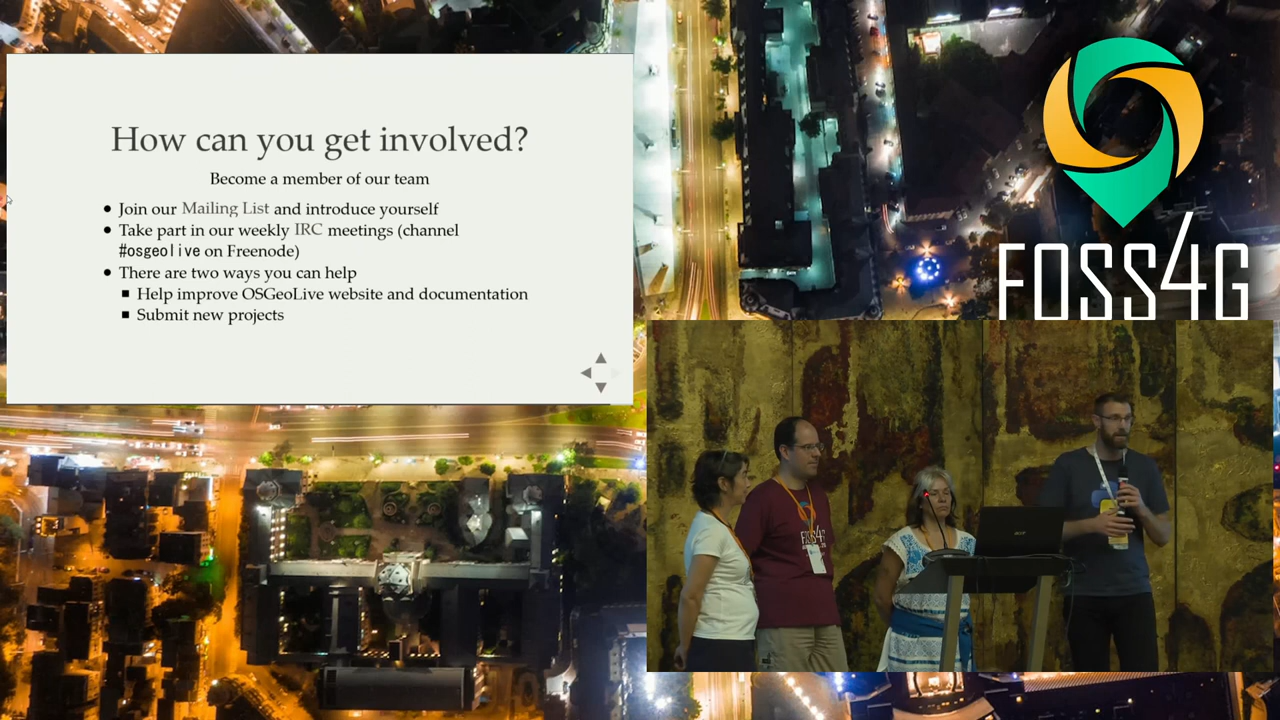 How can you get involved?
Become a member of our team
• Join our Mailing List and introduce yourself
• Take part in our weekly IRC meetings (channel
#osgeolive on Freenode)
• There are two ways you can help
▪ Help improve OSGeoLive website and documentation
▪ Submit new projects
FOSS4G
FOSS4G
acer